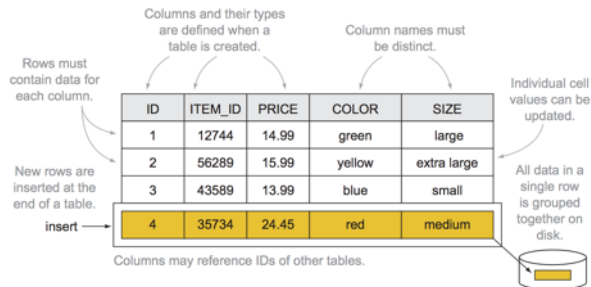 Columns and their types
are defined when a
table is created.
Column names must
be distinct.
Rows must
contain data for
each column.
Individual cell
values can be
updated.
ID ITEM_ID PRICE COLOR SIZE
1 12744 14.99 green large
2 56289 15.99 yellow extra large
3 43589 13.99 blue small
4 35734 24.45 red medium
New rows are
inserted at the
end of a table.
insert
All data in a
single row
is grouped
together on
disk.
Columns may reference IDs of other tables.